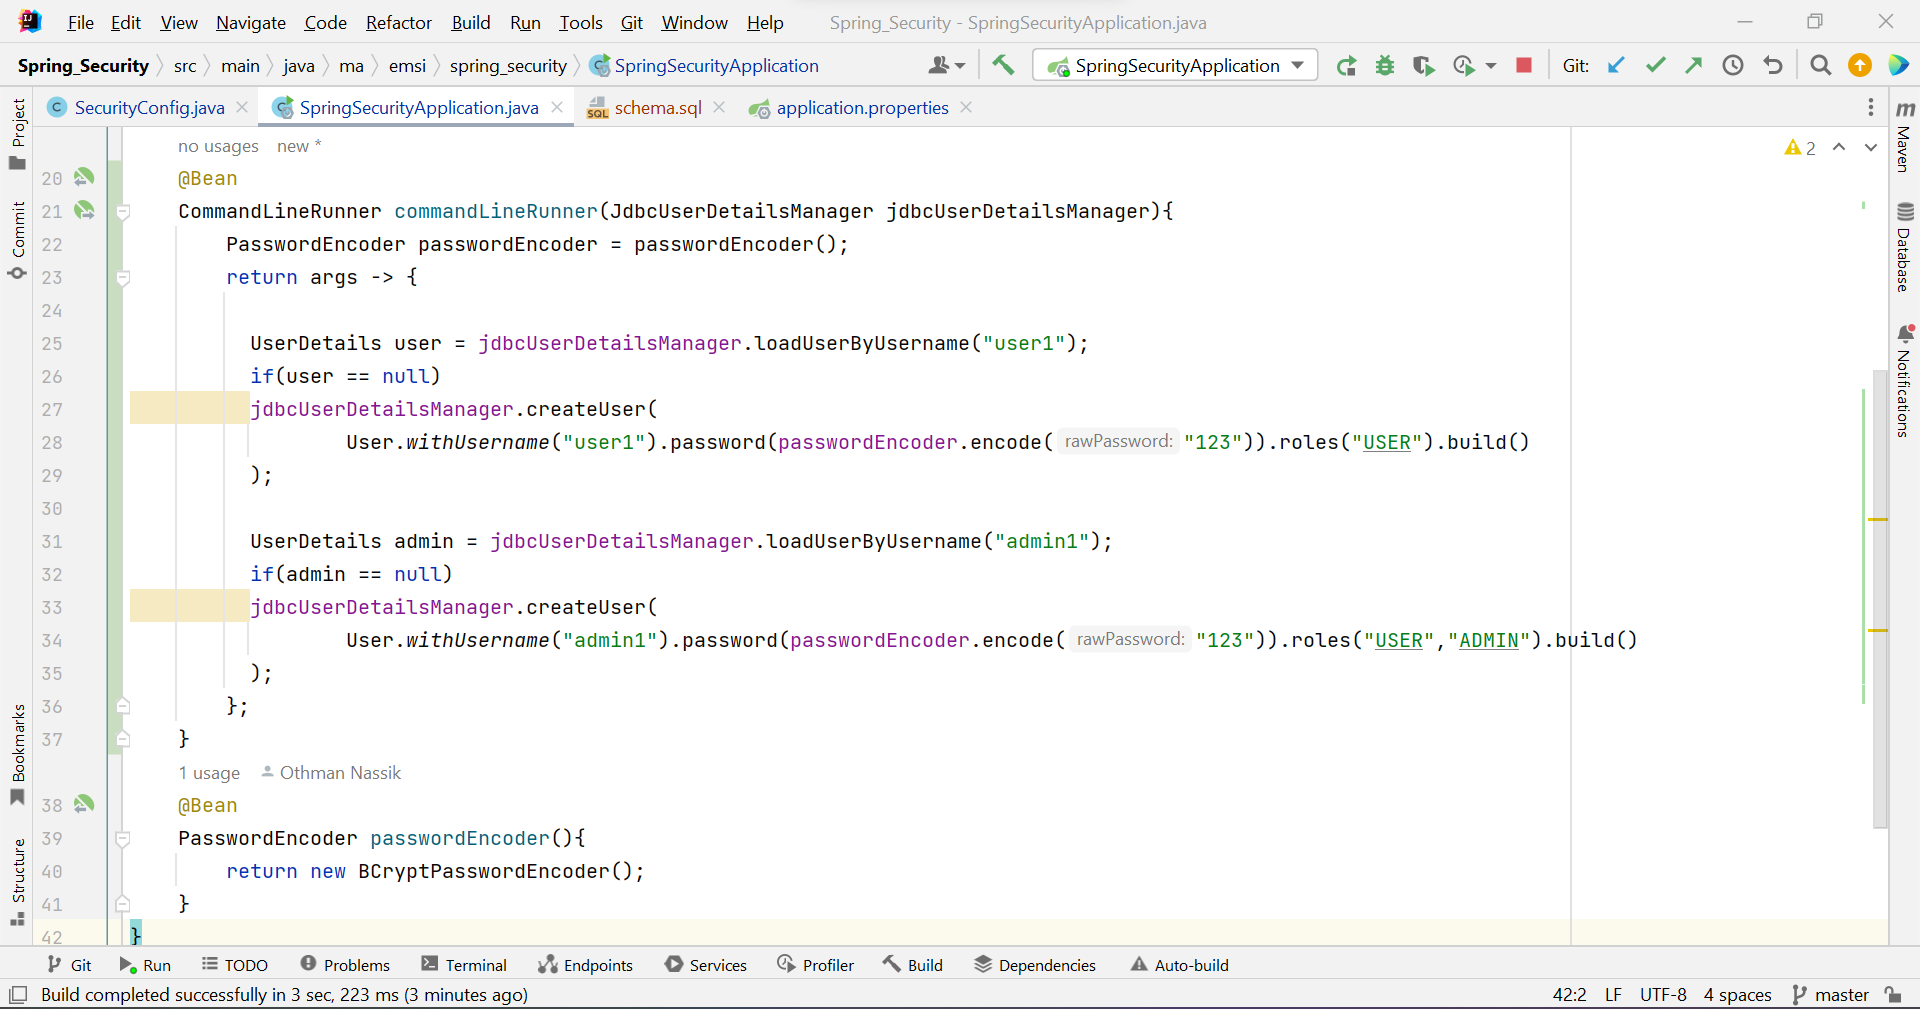 File Edit View Navigate Code Refactor Build Run Tools Git Window Help Spring_Security - SpringSecurityApplication.java
Spring_Security src main java ma emsi spring_security SpringSecurityApplication SpringSecurityApplication Git:
SecurityConfig.java SpringSecurityApplication.java schema.sql application.properties
no usages new *
2
20 @Bean
21 CommandLineRunner commandLineRunner(JdbcUserDetailsManager jdbcUserDetailsManager){
22 PasswordEncoder passwordEncoder = passwordEncoder();
23 return args -> {
24
25 UserDetails user = jdbcUserDetailsManager.loadUserByUsername("user1");
26 if(user == null)
27 jdbcUserDetailsManager.createUser(
28 User.withUsername("user1").password(passwordEncoder.encode( rawPassword: "123")).roles("USER").build()
29 );
30
31 UserDetails admin = jdbcUserDetailsManager.loadUserByUsername("admin1");
32 if(admin == null)
33 jdbcUserDetailsManager.createUser(
34 User.withUsername("admin1").password(passwordEncoder.encode( rawPassword: "123")).roles("USER","ADMIN").build()
35 );
36 };
37 }
1 usage Othman Nassik
38 @Bean
39 PasswordEncoder passwordEncoder(){
40 return new BCryptPasswordEncoder();
41 }
42 }
Project
Commit
Bookmarks
Structure
m
Maven
Database
Notifications
Git Run TODO Problems Terminal Endpoints Services Profiler Build Dependencies Auto-build
Build completed successfully in 3 sec, 223 ms (3 minutes ago) 42:2 LF UTF-8 4 spaces master